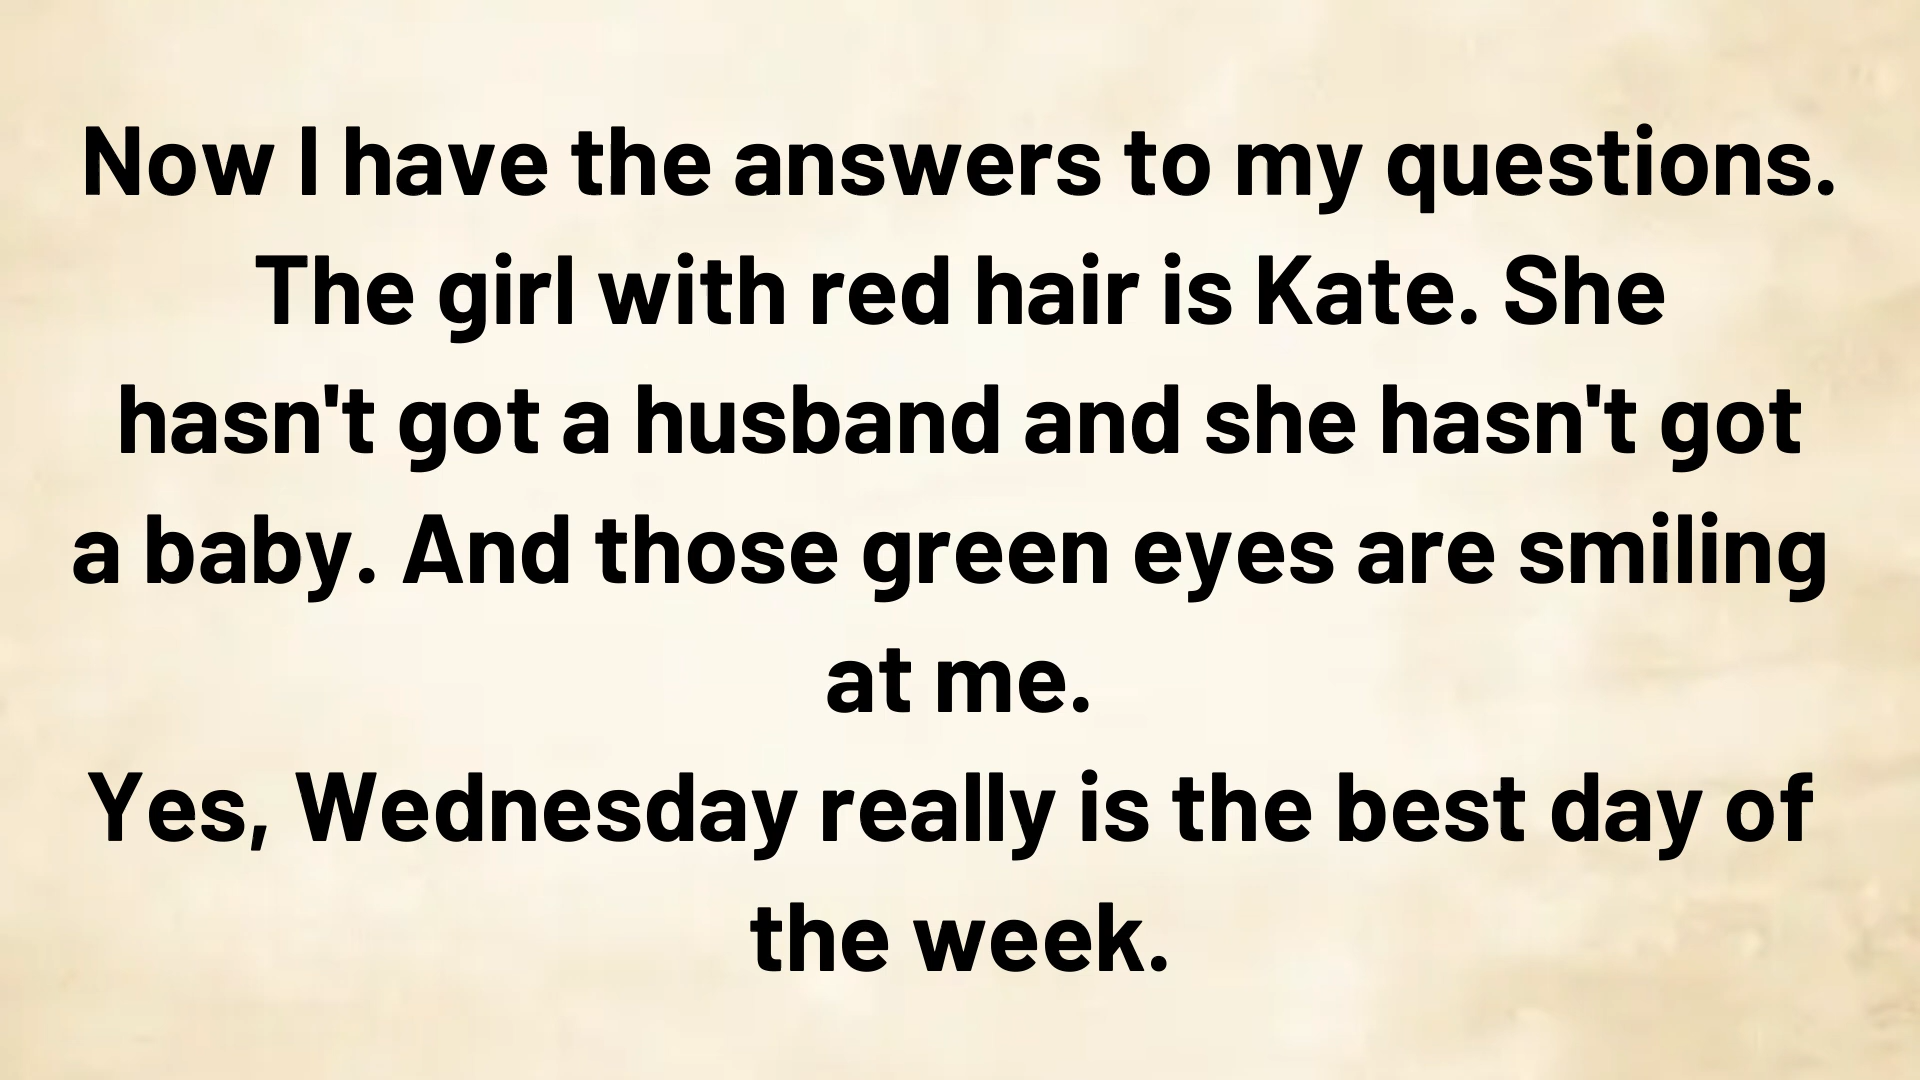 Now I have the answers to my questions.
The girl with red hair is Kate. She
hasn't got a husband and she hasn't got
a baby. And those green eyes are smiling
at me.
Yes, Wednesday really is the best day of
the week.